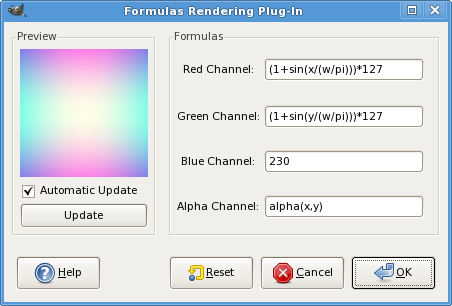 Formulas Rendering Plug-In
Preview
Automatic Update
Update
Formulas
Red Channel: (1+sin(x/(w/pi)))*127
Green Channel: (1+sin(y/(w/pi)))*127
Blue Channel: 230
Alpha Channel: alpha(x,y)
Help
Reset
Cancel
OK